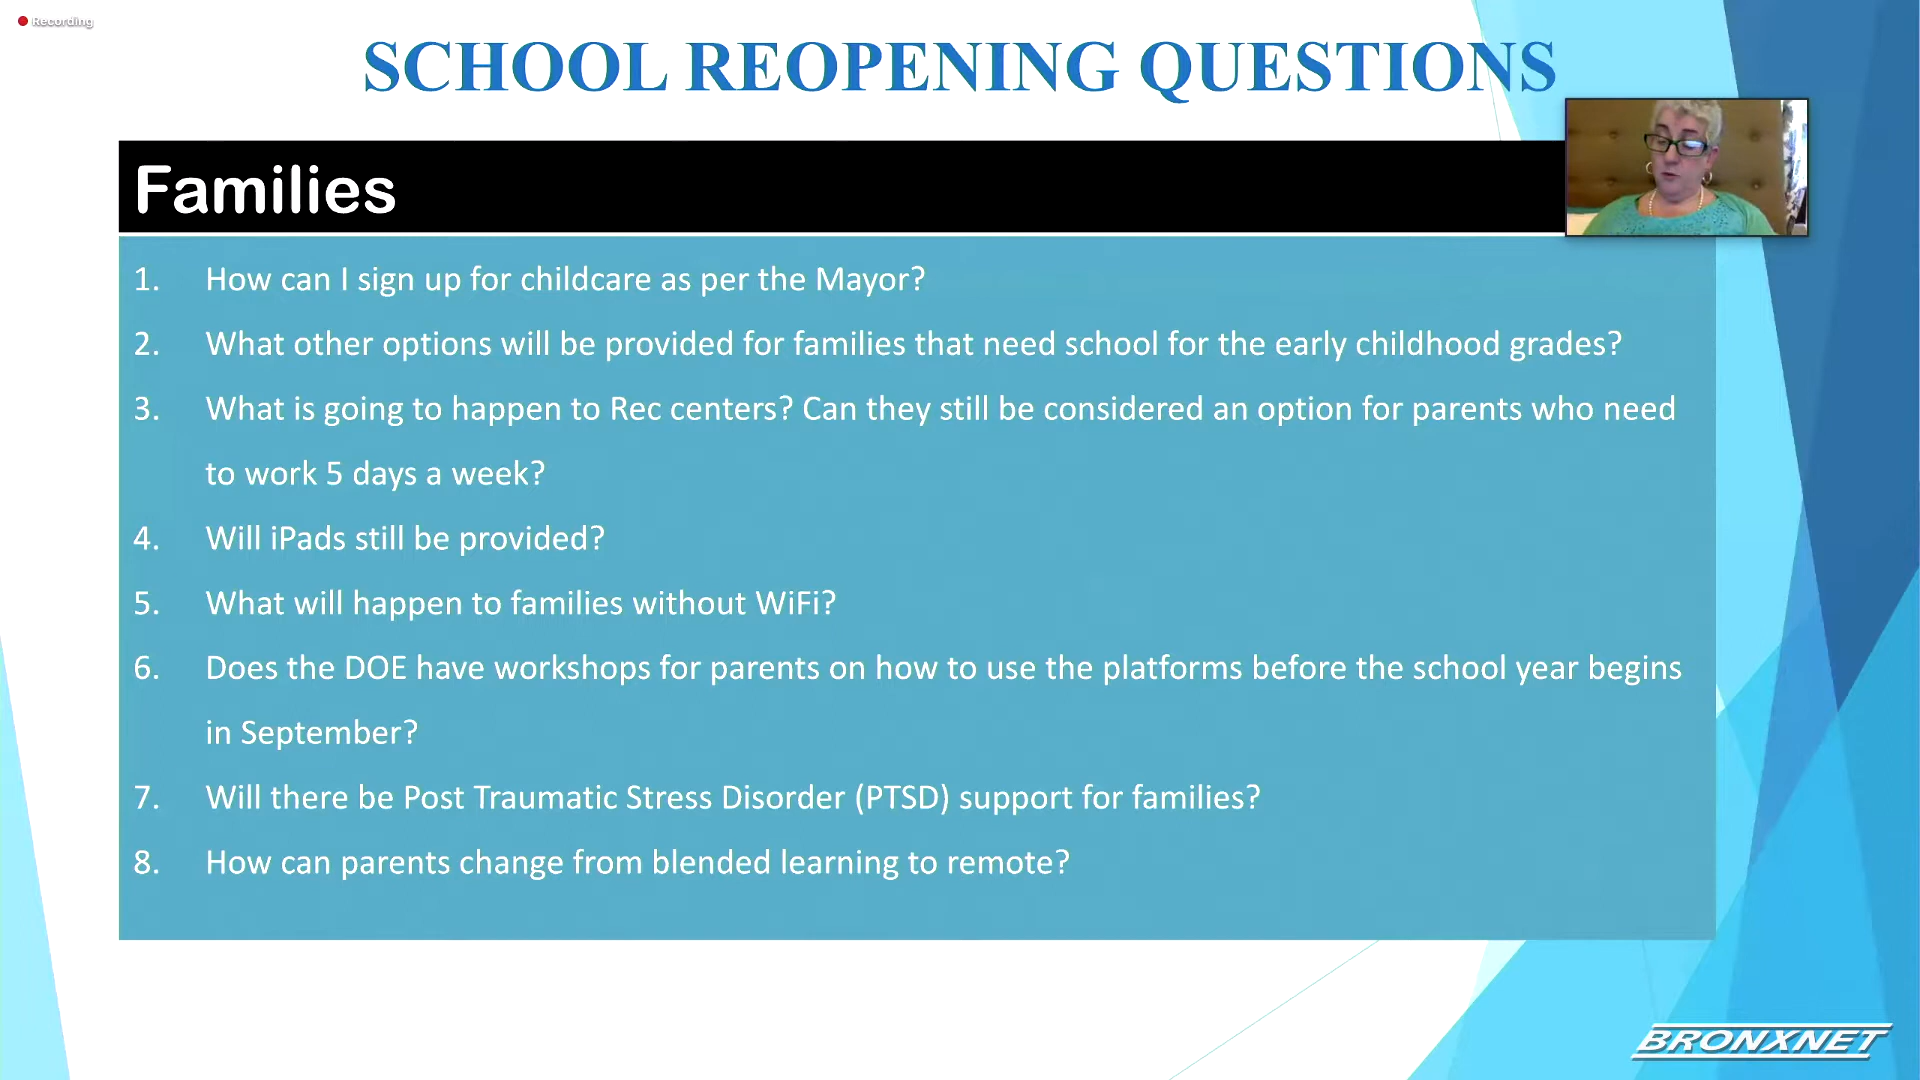 Recording
SCHOOL REOPENING QUESTIONS
Families
1. How can I sign up for childcare as per the Mayor?
2. What other options will be provided for families that need school for the early childhood grades?
3. What is going to happen to Rec centers? Can they still be considered an option for parents who need
to work 5 days a week?
4. Will iPads still be provided?
5. What will happen to families without WiFi?
6. Does the DOE have workshops for parents on how to use the platforms before the school year begins
in September?
7. Will there be Post Traumatic Stress Disorder (PTSD) support for families?
8. How can parents change from blended learning to remote?
BRONXNET